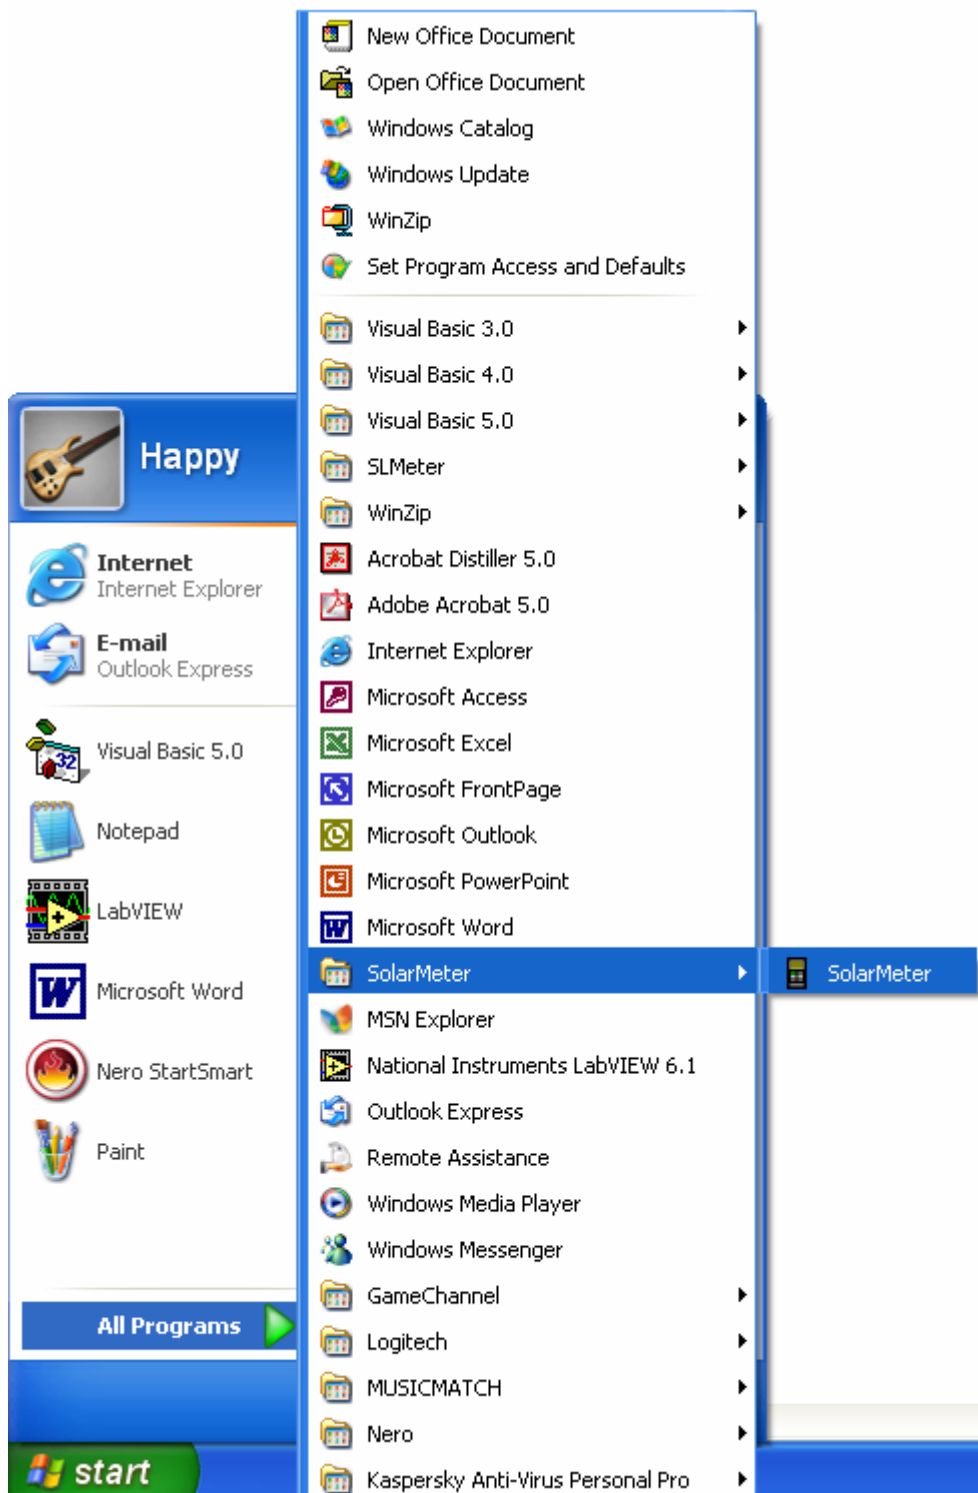 New Office Document
Open Office Document
Windows Catalog
Windows Update
WinZip
Set Program Access and Defaults
Visual Basic 3.0
Visual Basic 4.0
Visual Basic 5.0
SLMeter
WinZip
Acrobat Distiller 5.0
Adobe Acrobat 5.0
Internet Explorer
Microsoft Access
Microsoft Excel
Microsoft FrontPage
Microsoft Outlook
Microsoft PowerPoint
Microsoft Word
SolarMeter
SolarMeter
MSN Explorer
National Instruments LabVIEW 6.1
Outlook Express
Remote Assistance
Windows Media Player
Windows Messenger
GameChannel
Logitech
MUSICMATCH
Nero
Kaspersky Anti-Virus Personal Pro
Happy
Internet
Internet Explorer
E-mail
Outlook Express
Visual Basic 5.0
Notepad
LabVIEW
Microsoft Word
Nero StartSmart
Paint
All Programs
start